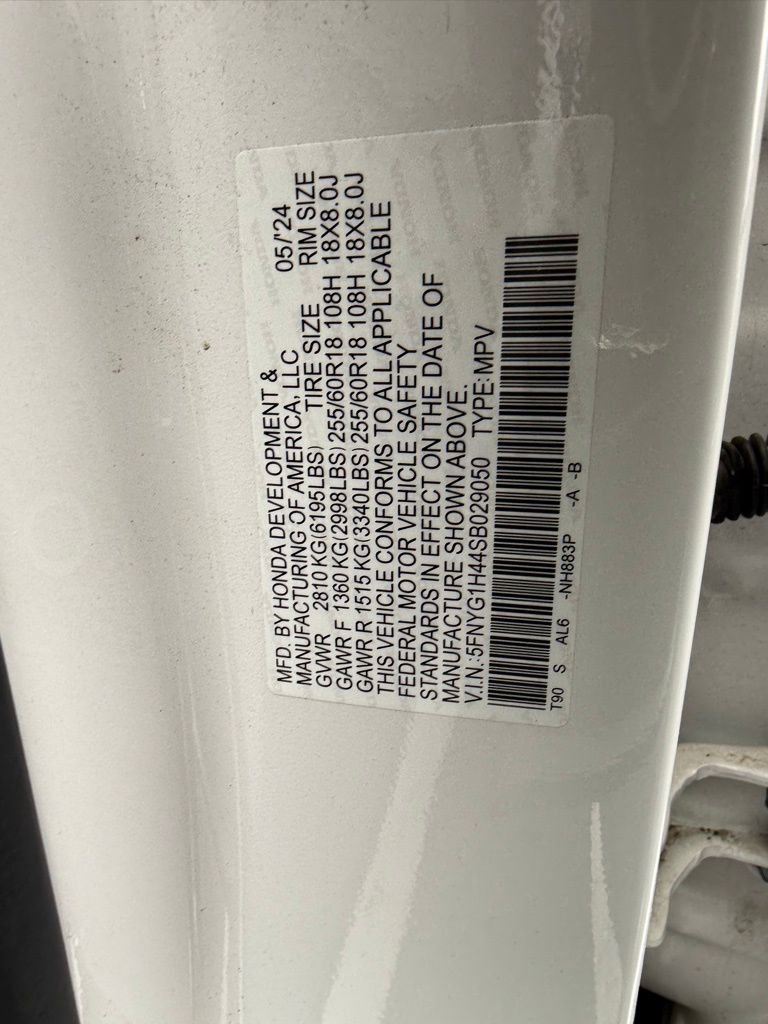 MFD. BY HONDA DEVELOPMENT &
MANUFACTURING OF AMERICA, LLC 05/'24
GVWR 2810 KG(6195LBS) TIRE SIZE RIM SIZE
GAWR F 1360 KG(2998LBS) 255/60R18 108H 18X8.0J
GAWR R 1515 KG(3340LBS) 255/60R18 108H 18X8.0J
THIS VEHICLE CONFORMS TO ALL APPLICABLE
FEDERAL MOTOR VEHICLE SAFETY
STANDARDS IN EFFECT ON THE DATE OF
MANUFACTURE SHOWN ABOVE.
V.I.N.:5FNYG1H44SB029050 TYPE:MPV
T90 S AL6 -NH883P -A -B